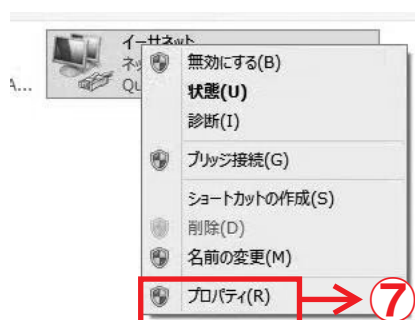 イーサネット
ネッ
A...
Qu
無効にする(B)
状態(U)
診断(I)
ブリッジ接続(G)
ショートカットの作成(S)
削除(D)
名前の変更(M)
プロパティ(R)
⑦